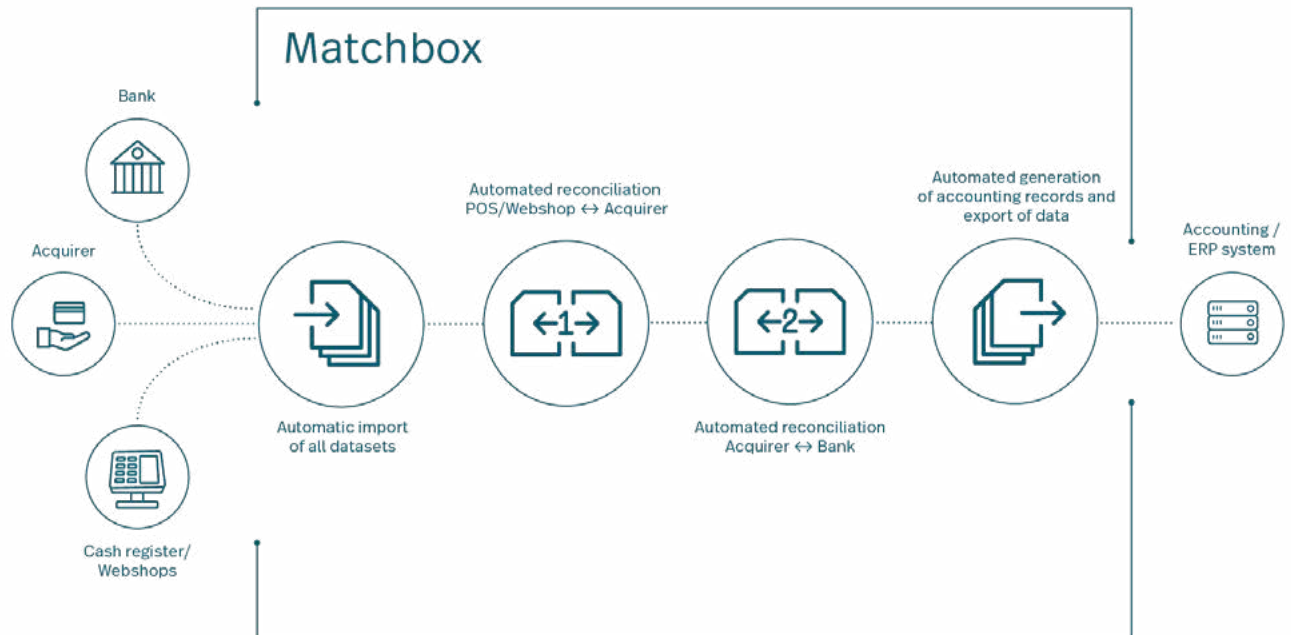 Matchbox
Bank
Acquirer
Cash register/
Webshops
Automatic import
of all datasets
Automated reconciliation
POS/Webshop ↔ Acquirer
←1→
←2→
Automated reconciliation
Acquirer ↔ Bank
Automated generation
of accounting records and
export of data
Accounting /
ERP system